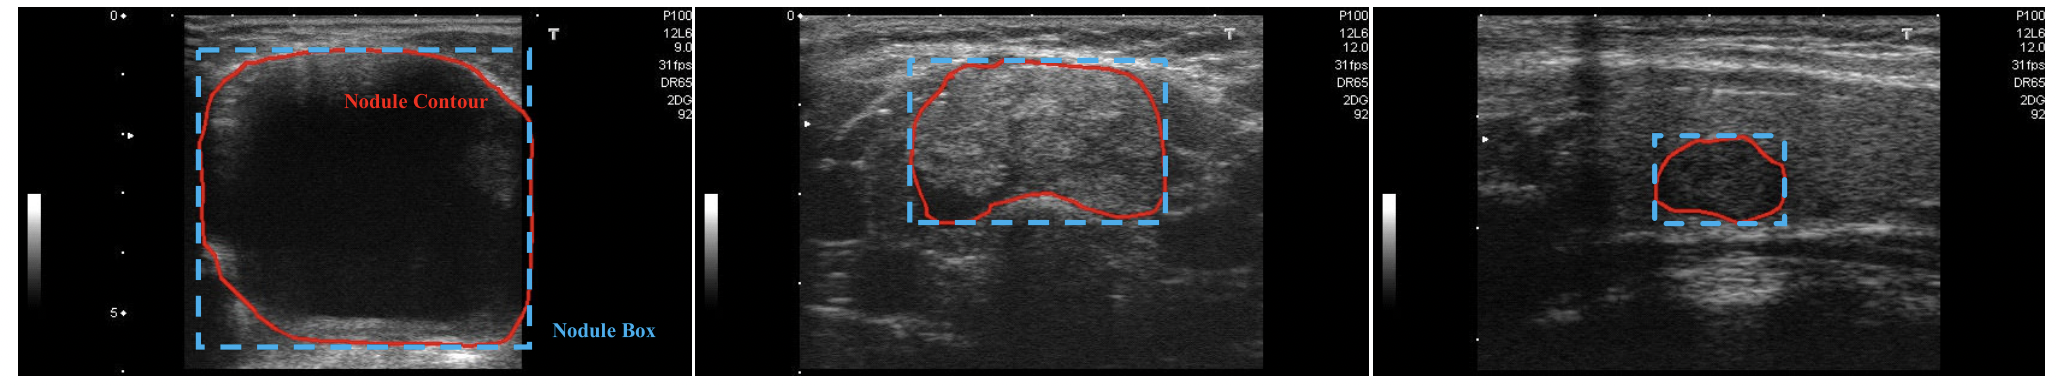 0
T
P100
12L6
9.0
31fps
DR65
2DG
92
Nodule Contour
5
Nodule Box
0
T
P100
12L6
12.0
31fps
DR65
2DG
92
T
P100
12L6
12.0
31fps
DR65
2DG
92